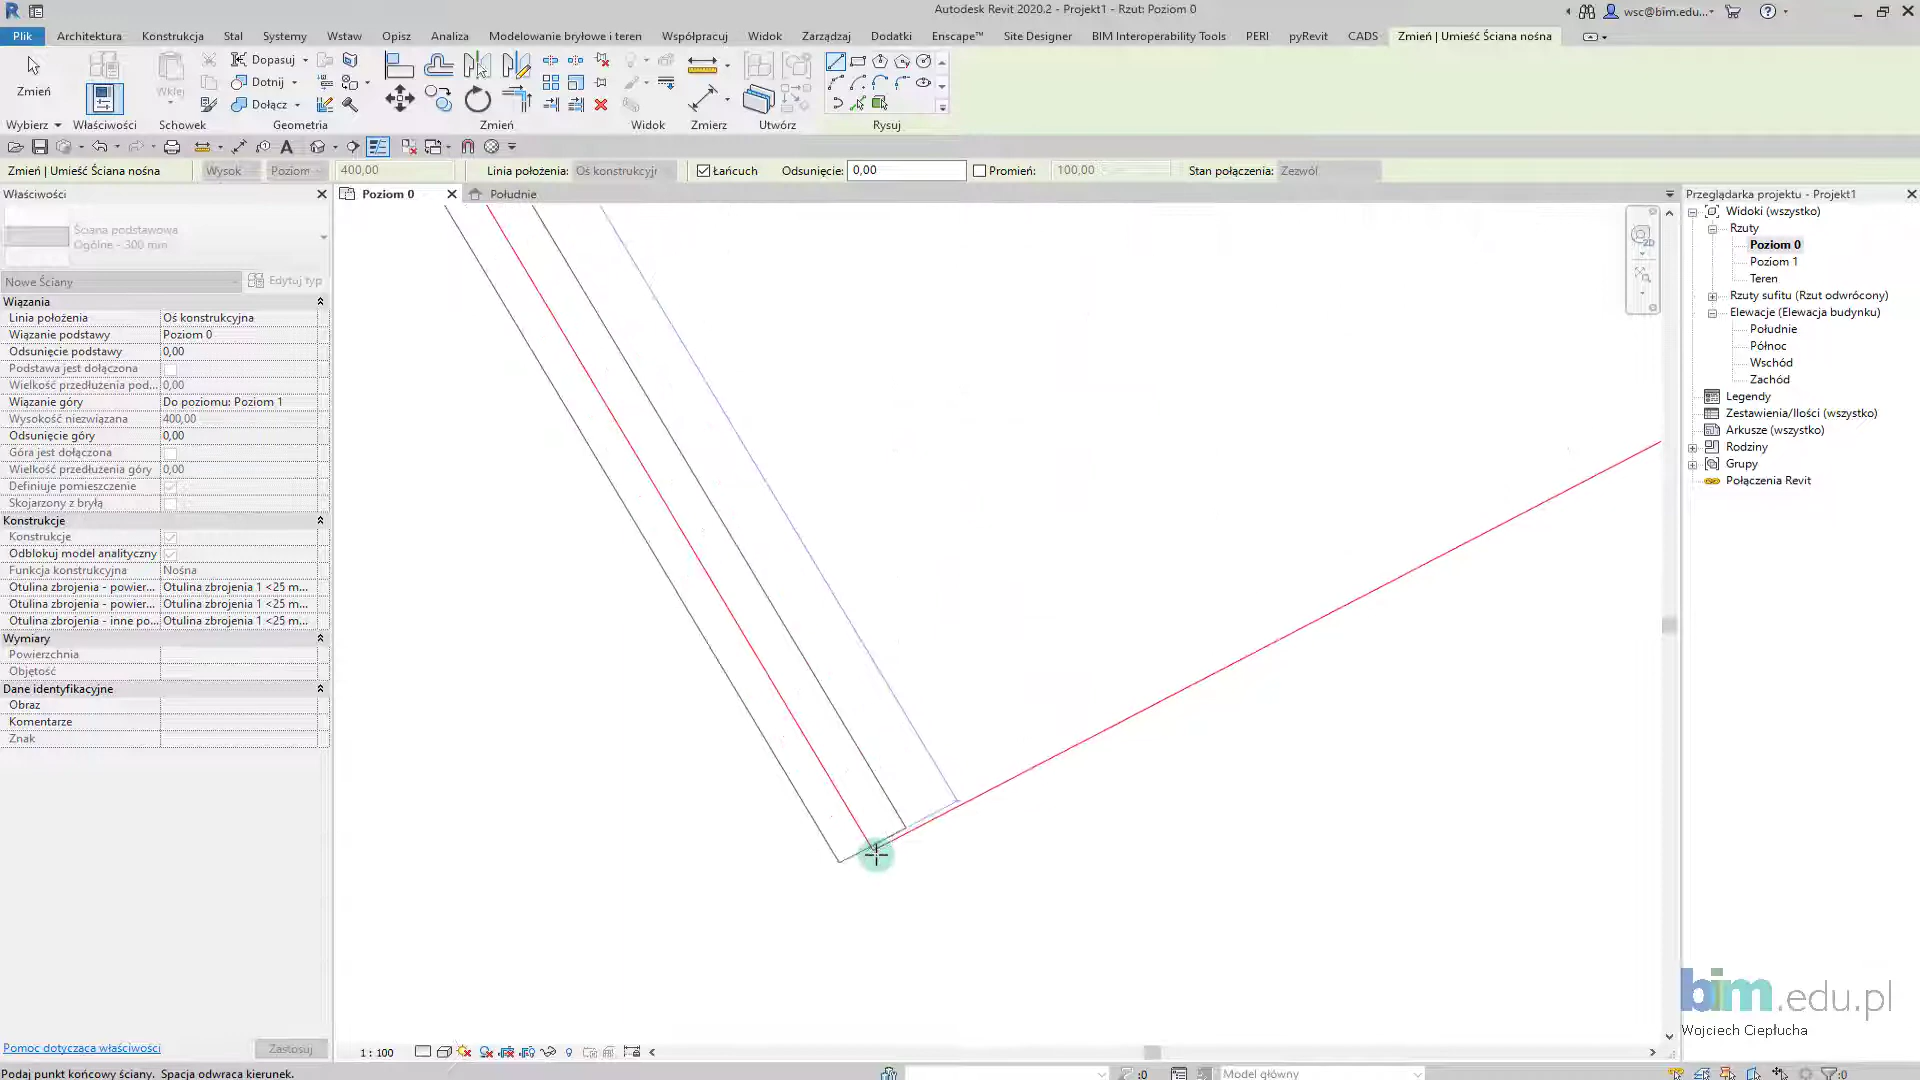 Autodesk Revit 2020.2 - Projekt1 - Rzut: Poziom 0
wsc@bim.edu...
Plik Architektura Konstrukcja Stal Systemy Wstaw Opisz Analiza Modelowanie bryłowe i teren Współpracuj Widok Zarządzaj Dodatki Enscape™ Site Designer BIM Interoperability Tools PERI pyRevit CADS Zmień | Umieść Ściana nośna
Zmień
Wklej
Dopasuj
Dotnij
Dołącz
Wybierz Właściwości Schowek Geometria Zmień Widok Zmierz Utwórz Rysuj
Zmień | Umieść Ściana nośna Wysok Poziom 400,00 Linia położenia: Oś konstrukcyjr Łańcuch Odsunięcie: 0,00 Promień: 100,00 Stan połączenia: Zezwól
Właściwości
Poziom 0
Południe
Ściana podstawowa
Ogólne - 300 mm
Nowe Ściany
Edytuj typ
Wiązania
Linia położenia Oś konstrukcyjna
Wiązanie podstawy Poziom 0
Odsunięcie podstawy 0,00
Podstawa jest dołączona
Wielkość przedłużenia pod... 0,00
Wiązanie góry Do poziomu: Poziom 1
Wysokość niezwiązana 400,00
Odsunięcie góry 0,00
Góra jest dołączona
Wielkość przedłużenia góry 0,00
Definiuje pomieszczenie
Skojarzony z bryłą
Konstrukcje
Konstrukcje
Odblokuj model analityczny
Funkcja konstrukcyjna Nośna
Otulina zbrojenia - powier... Otulina zbrojenia 1 <25 m...
Otulina zbrojenia - powier... Otulina zbrojenia 1 <25 m...
Otulina zbrojenia - inne po... Otulina zbrojenia 1 <25 m...
Wymiary
Powierzchnia
Objętość
Dane identyfikacyjne
Obraz
Komentarze
Znak
Pomoc dotycząca właściwości
Zastosuj
Przeglądarka projektu - Projekt1
Widoki (wszystko)
Rzuty
Poziom 0
Poziom 1
Teren
Rzuty sufitu (Rzut odwrócony)
Elewacje (Elewacja budynku)
Południe
Północ
Wschód
Zachód
Legendy
Zestawienia/Ilości (wszystko)
Arkusze (wszystko)
Rodziny
Grupy
Połączenia Revit
2D
bim.edu.pl
Wojciech Ciepłucha
1 : 100
Podaj punkt końcowy ściany. Spacja odwraca kierunek.
:0
Model główny
:0